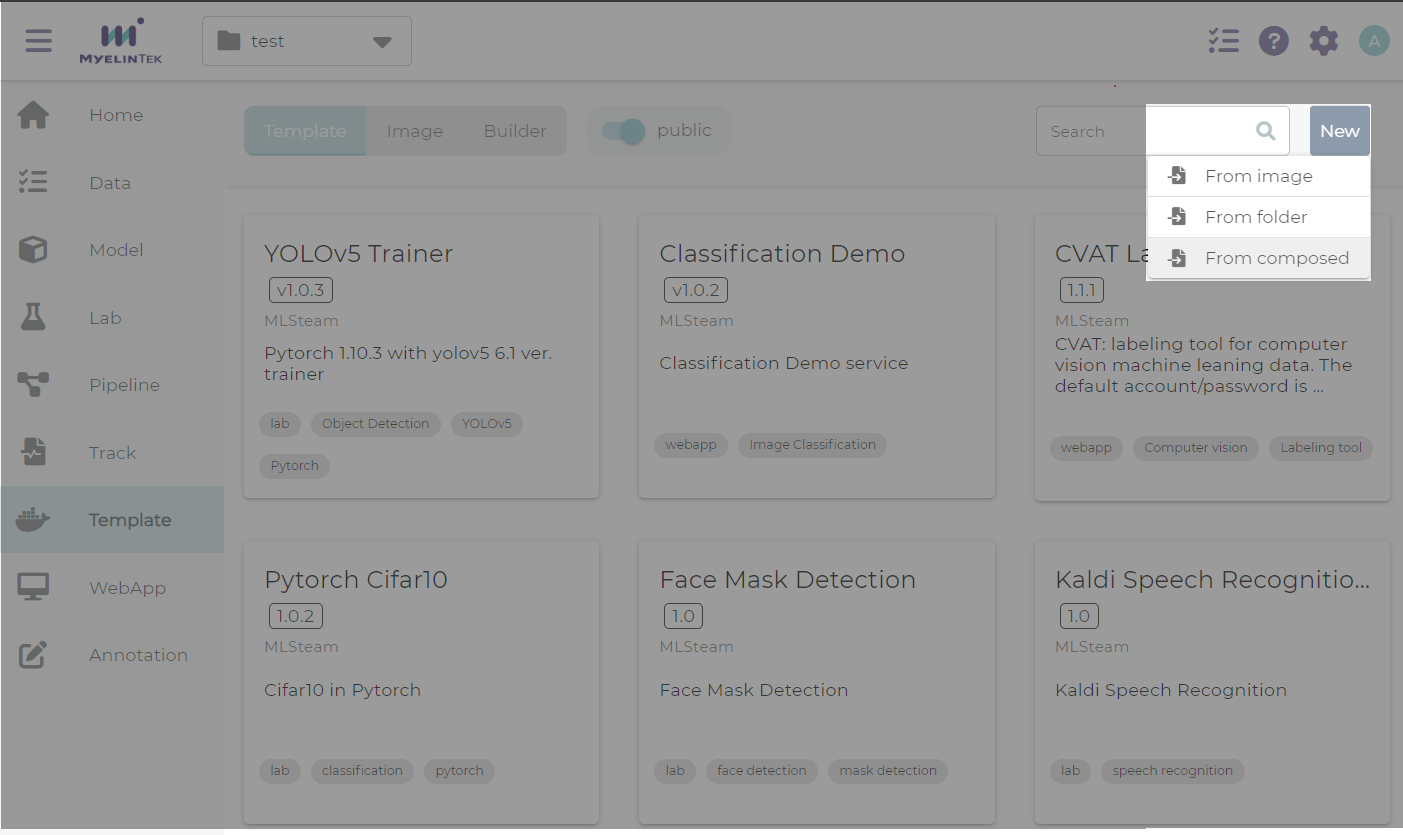 MYELINTEK
test
?
A
Home
Data
Model
Lab
Pipeline
Track
Template
WebApp
Annotation
Template
Image
Builder
public
Search
New
From image
From folder
From composed
YOLOv5 Trainer
v1.0.3
MLSteam
Pytorch 1.10.3 with yolov5 6.1 ver.
trainer
lab
Object Detection
YOLOv5
Pytorch
Classification Demo
v1.0.2
MLSteam
Classification Demo service
webapp
Image Classification
CVAT La
1.1.1
MLSteam
CVAT: labeling tool for computer
vision machine leaning data. The
default account/password is ...
webapp
Computer vision
Labeling tool
Pytorch Cifar10
1.0.2
MLSteam
Cifar10 in Pytorch
lab
classification
pytorch
Face Mask Detection
1.0
MLSteam
Face Mask Detection
lab
face detection
mask detection
Kaldi Speech Recognitio...
1.0
MLSteam
Kaldi Speech Recognition
lab
speech recognition